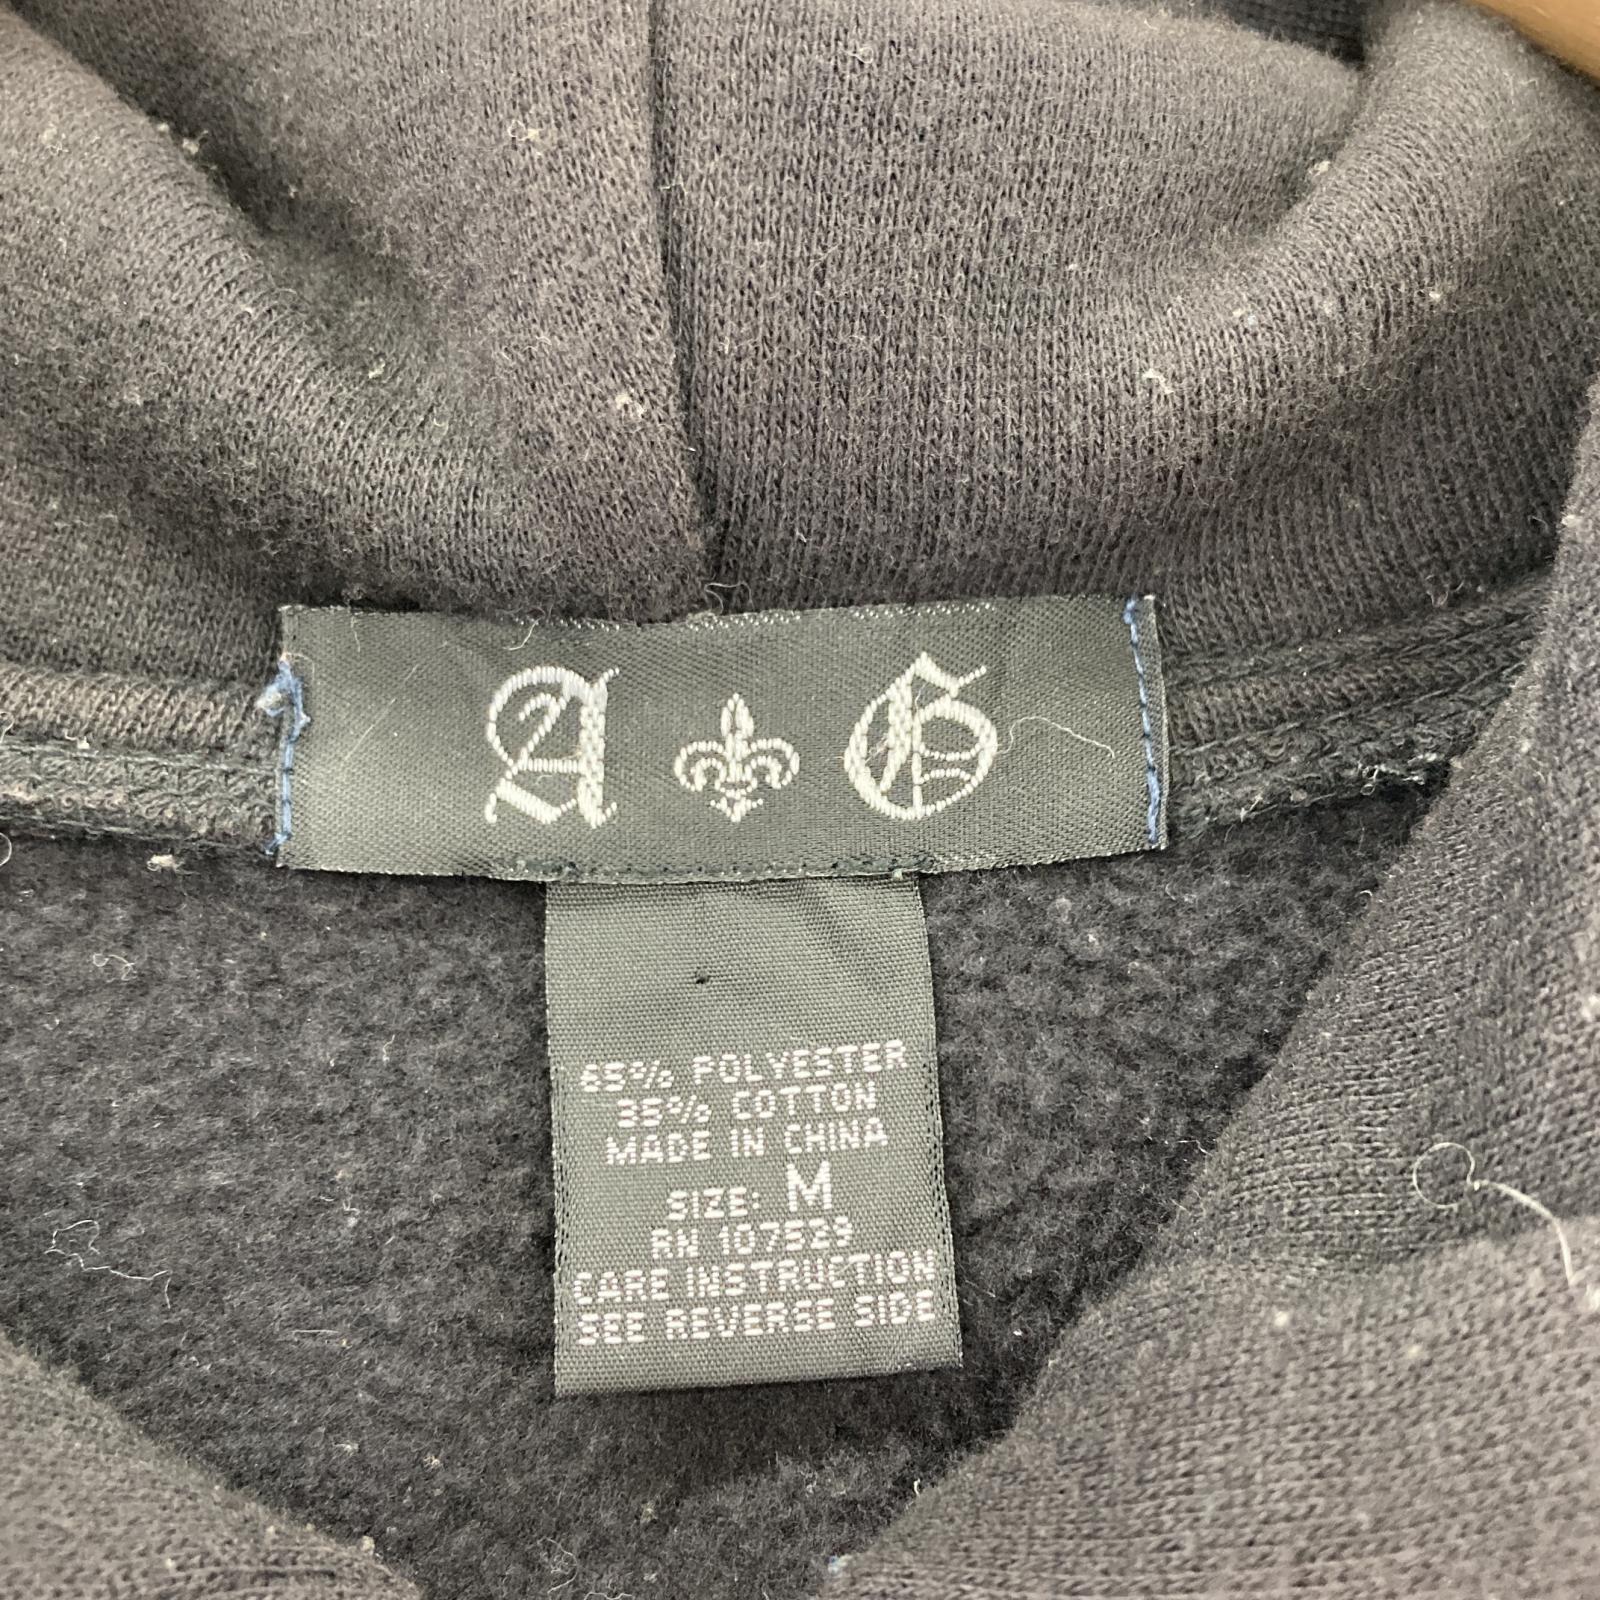 A ⚜ G
65% POLYESTER
35% COTTON
MADE IN CHINA
SIZE: M
RN 107529
CARE INSTRUCTION
SEE REVERSE SIDE